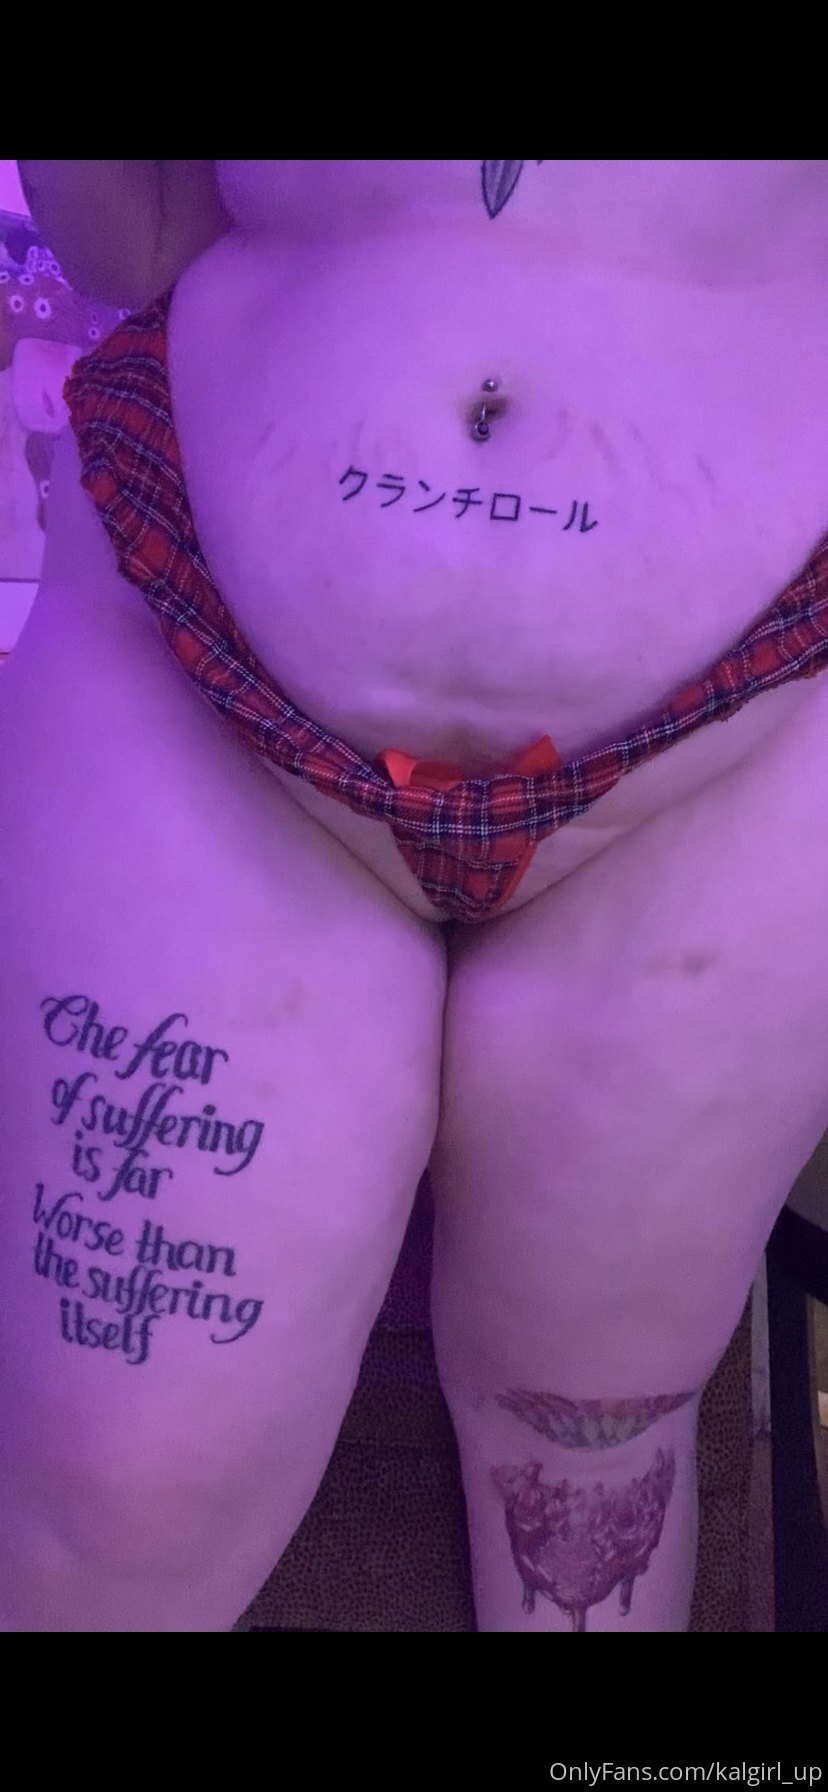 クランチロール
The fear
of suffering
is far
Worse than
the suffering
itself
OnlyFans.com/kalgirl_up